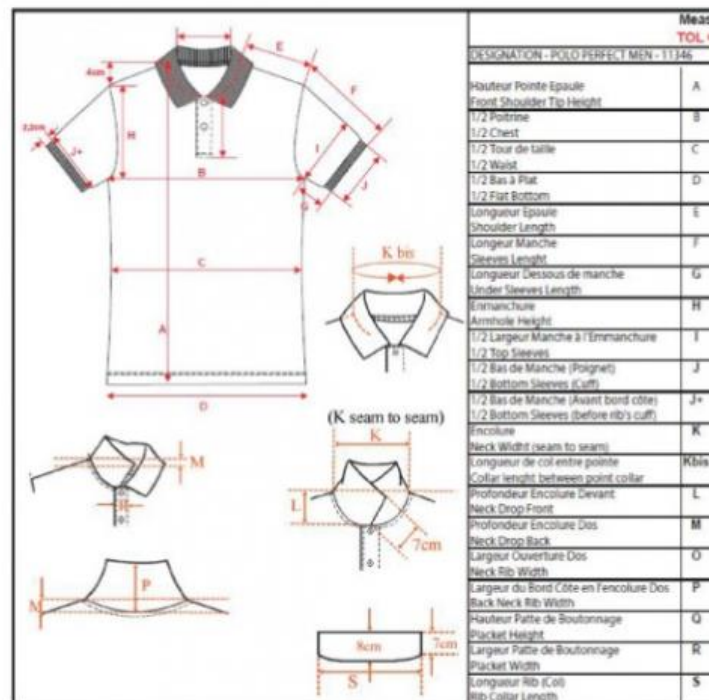 Meas
TOL
DESIGNATION - POLO PERFECT MEN - 11346
Hauteur Pointe Epaule
Front Shoulder Tip Height
A
1/2 Poitrine
1/2 Chest
B
1/2 Tour de taille
1/2 Waist
C
1/2 Bas à Plat
1/2 Flat Bottom
D
Longueur Epaule
Shoulder Length
E
Longeur Manche
Sleeves Lenght
F
Longueur Dessous de manche
Under Sleeves Length
G
Enmanchure
Armhole Height
H
1/2 Largeur Manche à l'Emmanchure
1/2 Top Sleeves
I
1/2 Bas de Manche (Poignet)
1/2 Bottom Sleeves (Cuff)
J
1/2 Bas de Manche (Avant bord côte)
1/2 Bottom Sleeves (before rib's cuff)
J+
Encolure
Neck Widht (seam to seam)
K
Longueur de col entre pointe
Collar lenght between point collar
Kbis
Profondeur Encolure Devant
Neck Drop Front
L
Profondeur Encolure Dos
Neck Drop Back
M
Largeur Ouverture Dos
Neck Rib Width
O
Largeur du Bord Côte en l'encolure Dos
Back Neck Rib Width
P
Hauteur Patte de Boutonnage
Placket Height
Q
Largeur Patte de Boutonnage
Placket Width
R
Longueur Rib (Col)
Rib Collar Length
S
4cm
E
F
2,5cm
J+
H
I
B
J
G
C
A
D
K bis
(K seam to seam)
K
M
R
L
7cm
P
M
8cm
7cm
S